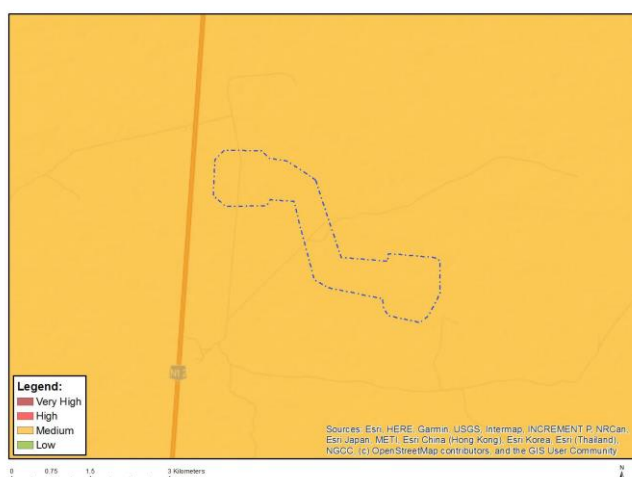 Legend:
Very High
High
Medium
Low
Sources: Esri, HERE, Garmin, USGS, Intermap, INCREMENT P, NRCan,
Esri Japan, METI, Esri China (Hong Kong), Esri Korea, Esri (Thailand),
NGCC, (c) OpenStreetMap contributors, and the GIS User Community
0 0.75 1.5 3 Kilometers
N